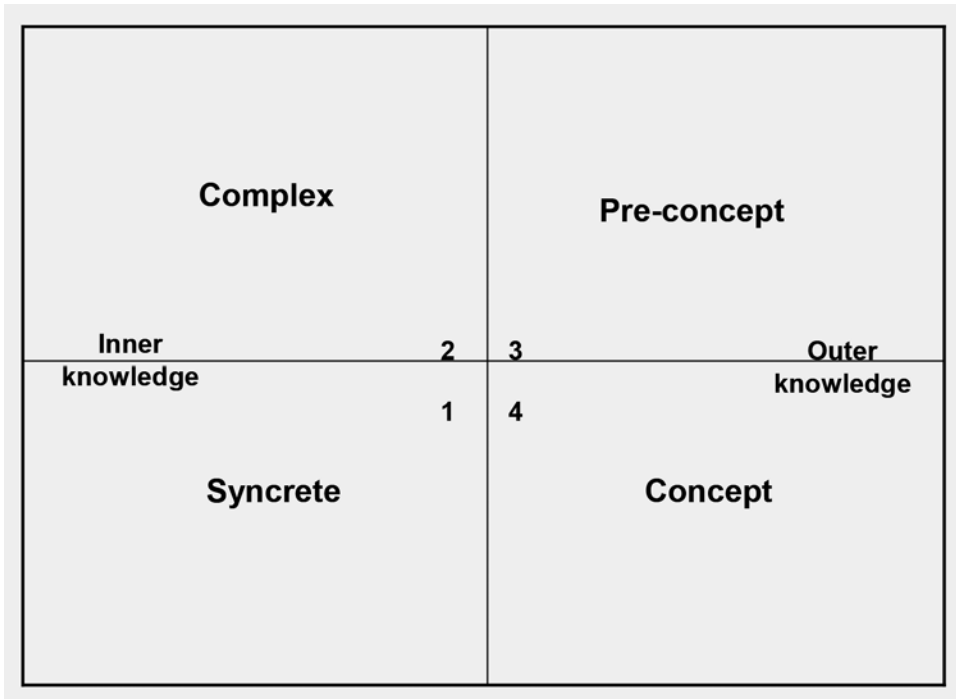 Complex
Pre-concept
Inner
knowledge
2
3
Outer
knowledge
1
4
Syncrete
Concept